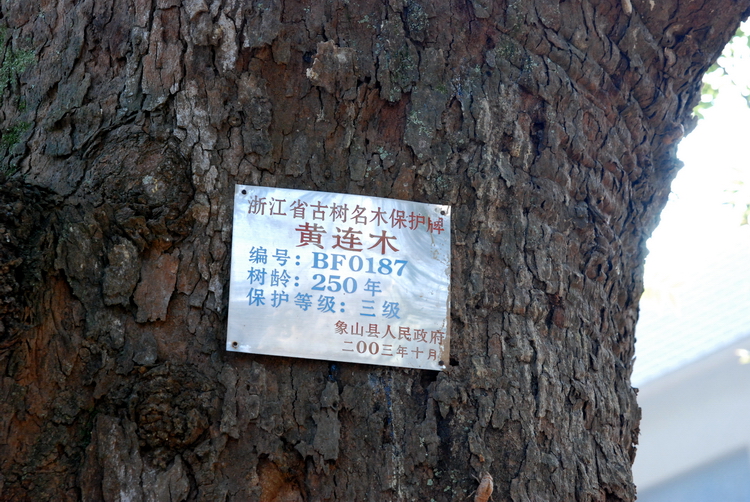 浙江省古树名木保护牌
黄连木
编号：BF0187
树龄：250年
保护等级：三级
象山县人民政府
二00三年十月